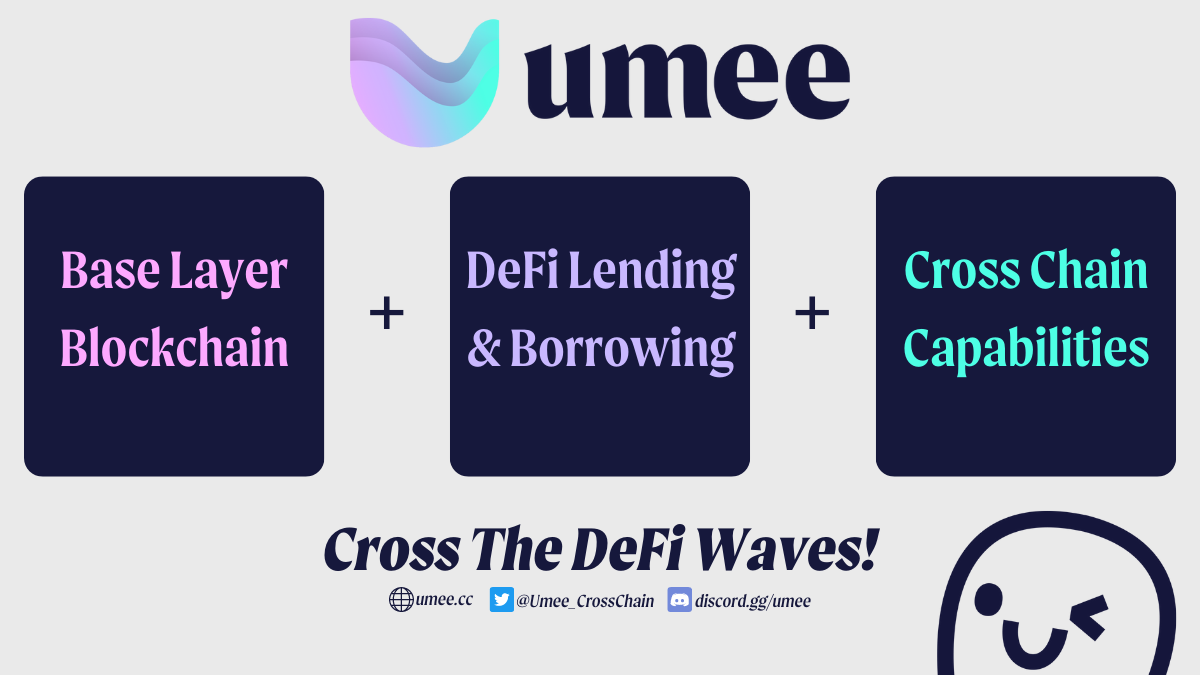 umee
Base Layer
Blockchain
+
DeFi Lending
& Borrowing
+
Cross Chain
Capabilities
Cross The DeFi Waves!
umee.cc @Umee_CrossChain discord.gg/umee